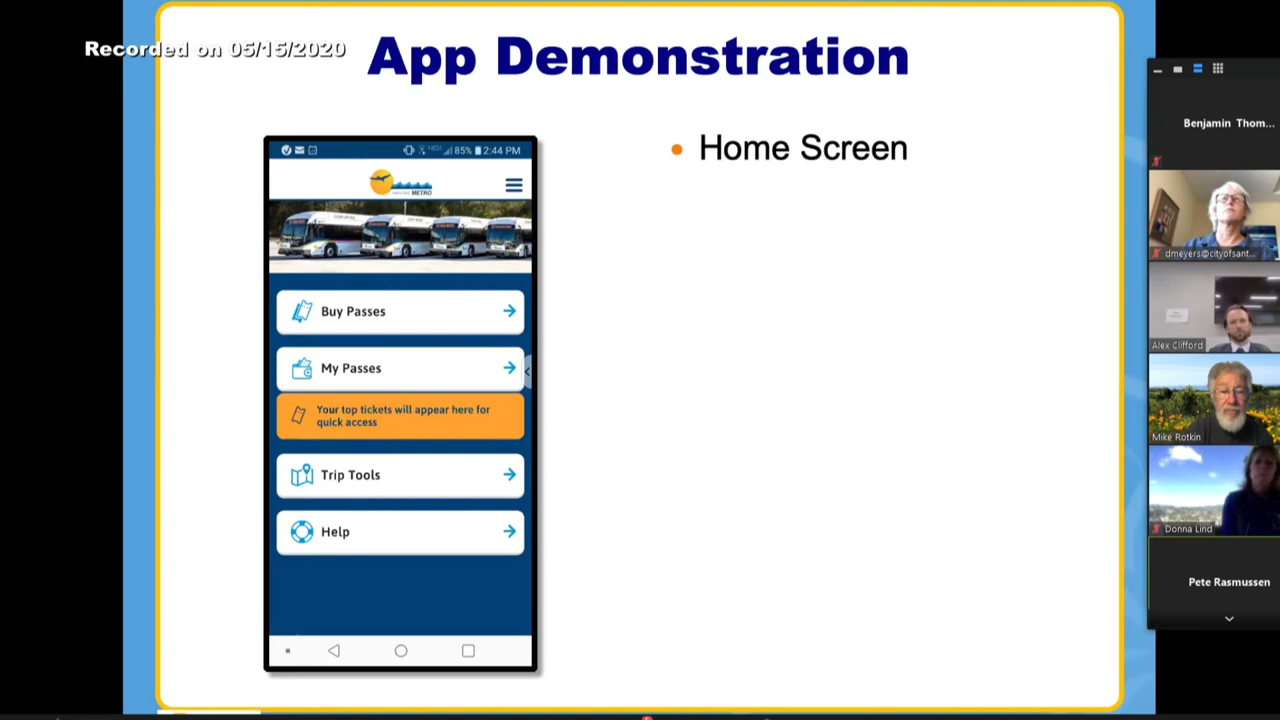 Recorded on 05/15/2020
App Demonstration
Home Screen
85% 2:44 PM
METRO
Buy Passes
My Passes
Your top tickets will appear here for
quick access
Trip Tools
Help
Benjamin Thom...
dmeyers@cityofsant...
Alex Clifford
Mike Rotkin
Donna Lind
Pete Rasmussen